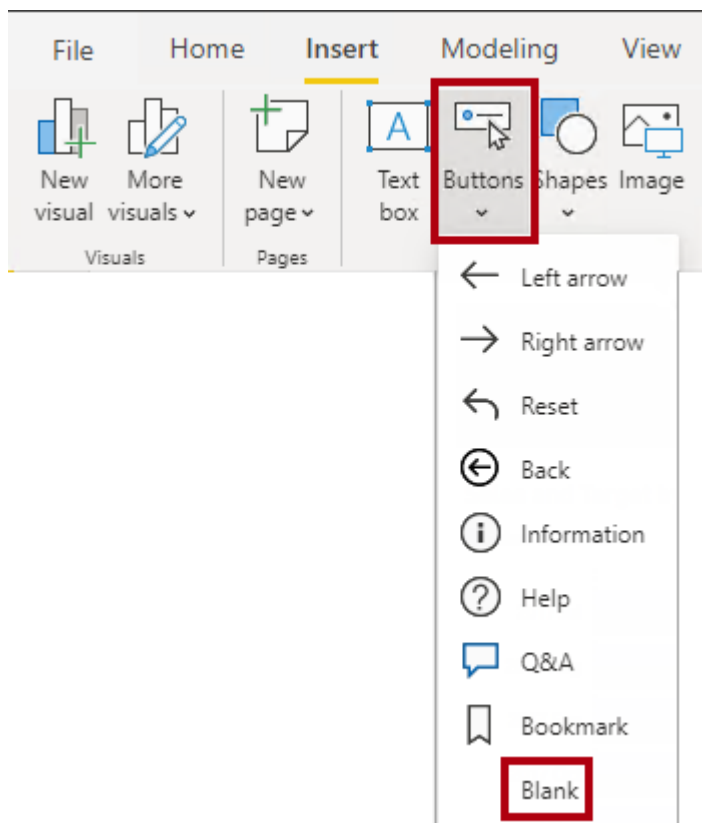 File Home Insert Modeling View
A
New More New Text Buttons Shapes Image
visual visuals page box
Visuals Pages
Left arrow
Right arrow
Reset
Back
i Information
? Help
Q&A
Bookmark
Blank